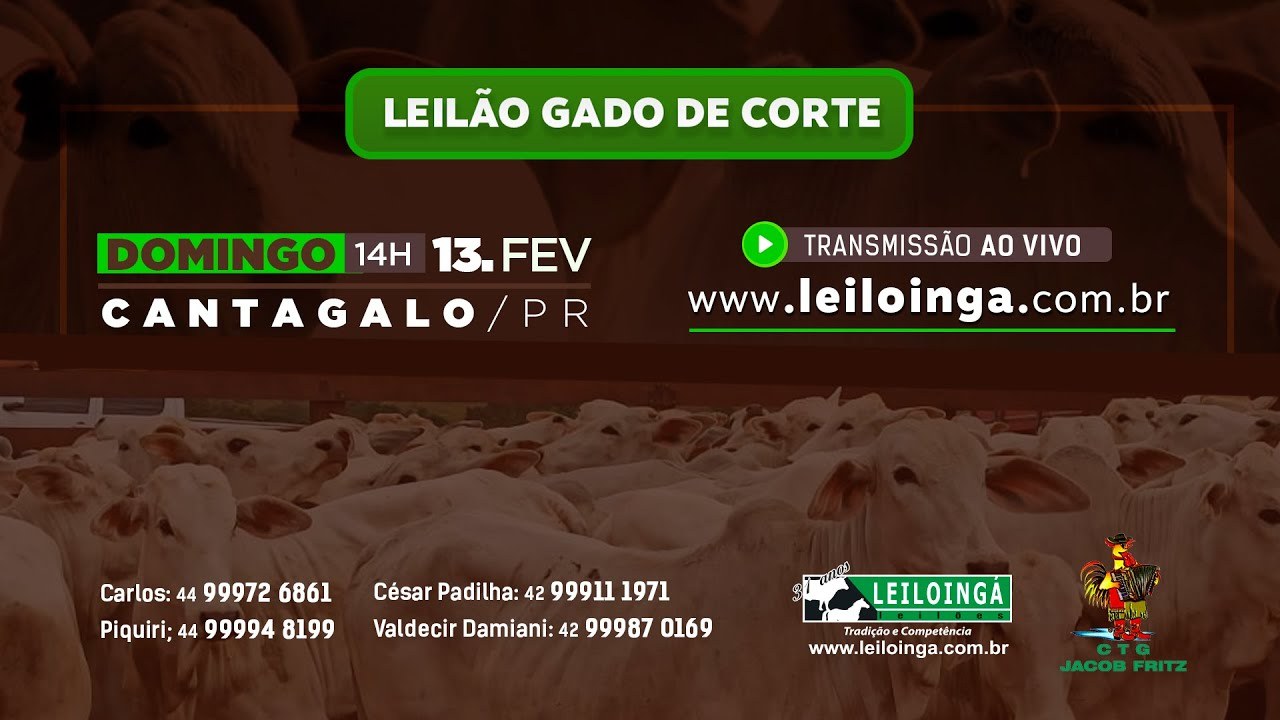 LEILÃO GADO DE CORTE
DOMINGO 14H 13.FEV
CANTAGALO/PR
TRANSMISSÃO AO VIVO
www.leiloinga.com.br
Carlos: 44 99972 6861
Piquiri; 44 99994 8199
César Padilha: 42 99911 1971
Valdecir Damiani: 42 99987 0169
anos
LEILOINGÁ
leilões
Tradição e Competência
www.leiloinga.com.br
CTG
JACOB FRITZ